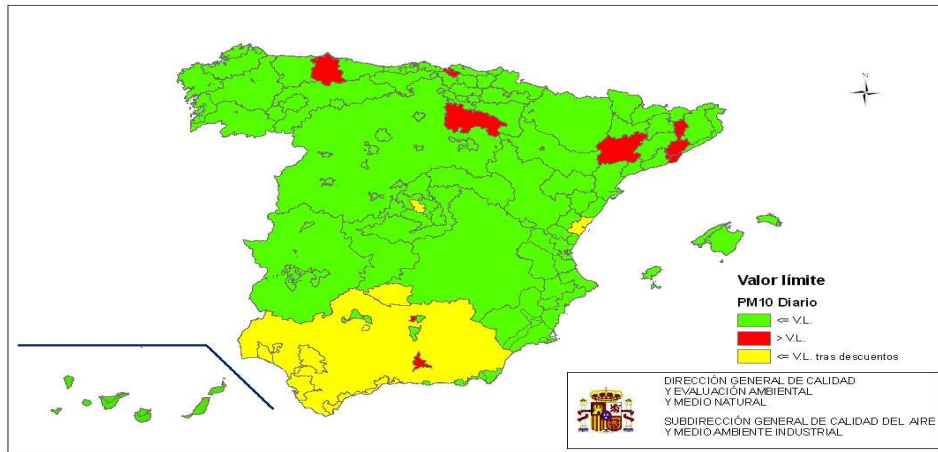 N
Valor límite
PM10 Diario
<= V.L.
> V.L.
<= V.L. tras descuentos
DIRECCIÓN GENERAL DE CALIDAD
Y EVALUACIÓN AMBIENTAL
Y MEDIO NATURAL
SUBDIRECCIÓN GENERAL DE CALIDAD DEL AIRE
Y MEDIO AMBIENTE INDUSTRIAL